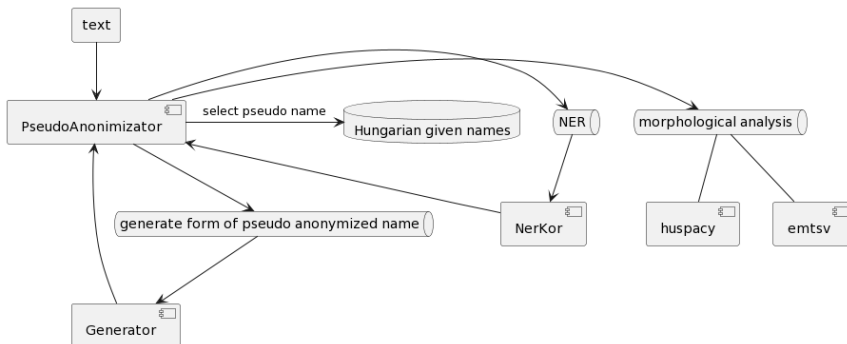 text
select pseudo name
PseudoAnonimizator
Hungarian given names
NER
morphological analysis
generate form of pseudo anonymized name
NerKor
huspacy
emtsv
Generator